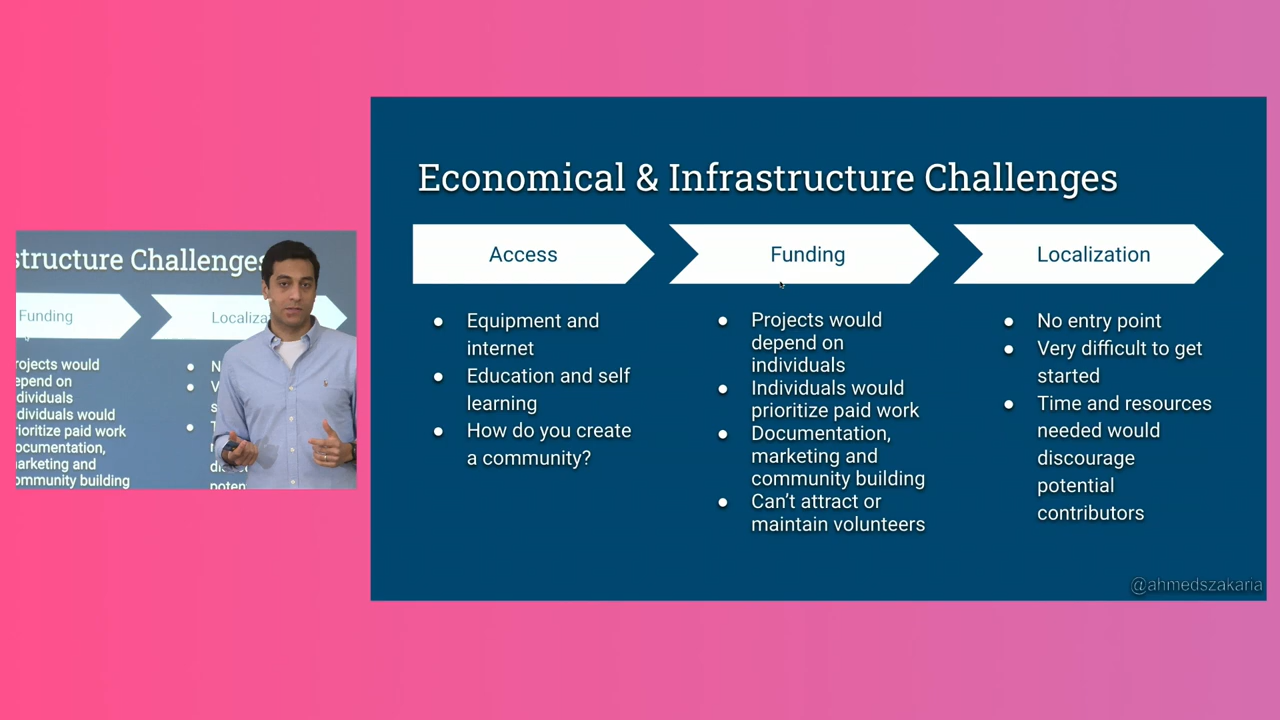 structure Challenges
Funding
Localiza
rojects would
epend on
dividuals
dividuals would
rioritize paid work
ocumentation,
arketing and
ommunity building
Economical & Infrastructure Challenges
Access
Funding
Localization
● Equipment and
internet
● Education and self
learning
● How do you create
a community?
● Projects would
depend on
individuals
● Individuals would
prioritize paid work
● Documentation,
marketing and
community building
● Can’t attract or
maintain volunteers
● No entry point
● Very difficult to get
started
● Time and resources
needed would
discourage
potential
contributors
@ahmedszakaria